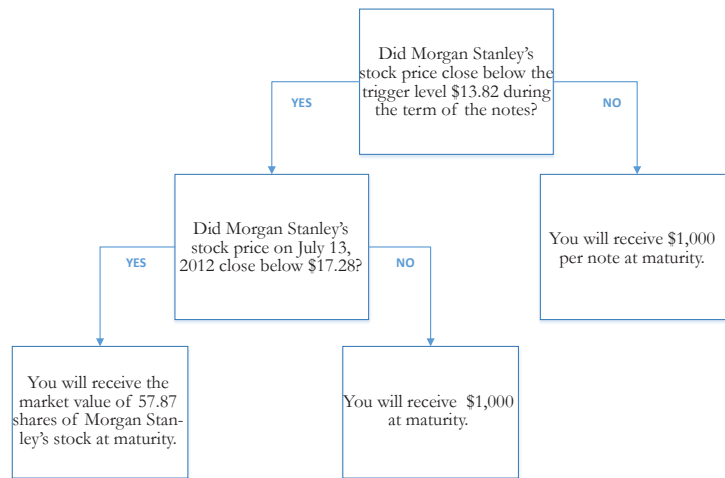 Did Morgan Stanley's
stock price close below the
trigger level $13.82 during
the term of the notes?
YES
NO
Did Morgan Stanley's
stock price on July 13,
2012 close below $17.28?
You will receive $1,000
per note at maturity.
YES
NO
You will receive the
market value of 57.87
shares of Morgan Stan-
ley's stock at maturity.
You will receive $1,000
at maturity.